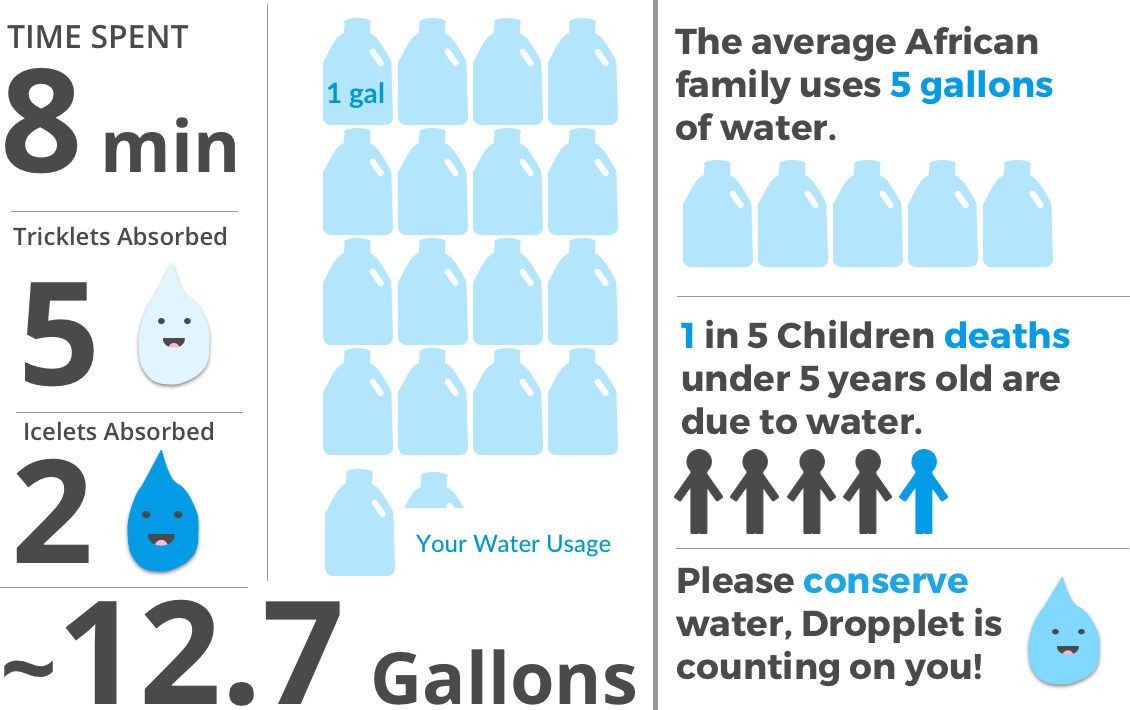 TIME SPENT
8 min
Tricklets Absorbed
5
Icelets Absorbed
2
~12.7 Gallons
1 gal
Your Water Usage
The average African
family uses 5 gallons
of water.
1 in 5 Children deaths
under 5 years old are
due to water.
Please conserve
water, Dropplet is
counting on you!